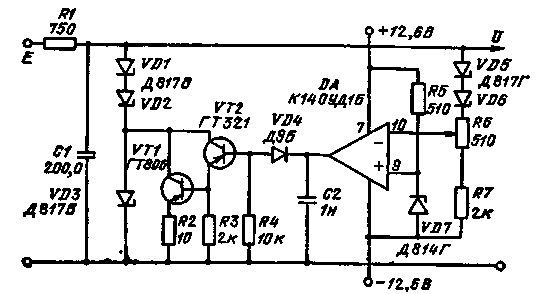 R1
750
+12,6В
U
E
VD1
Д817В
VD2
DA
К140УД1Б
R5
510
VD5
Д817Г
VD6
VT2
ГТ321
VD4
Д9Б
7
10
R6
510
C1
200,0
VT1
ГТ806
−
+
9
VD3
Д817В
R2
10
R3
2к
R4
10к
C2
1н
R7
2к
VD7
Д814Г
−12,6В